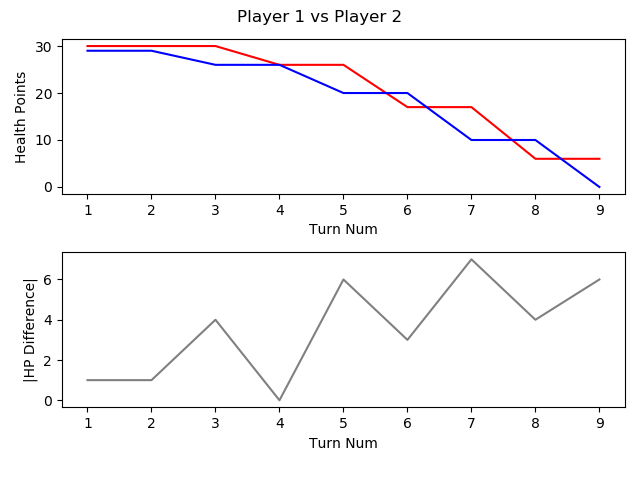 Player 1 vs Player 2
Health Points
30
20
10
0
1 2 3 4 5 6 7 8 9
Turn Num
|HP Difference|
6
4
2
0
1 2 3 4 5 6 7 8 9
Turn Num